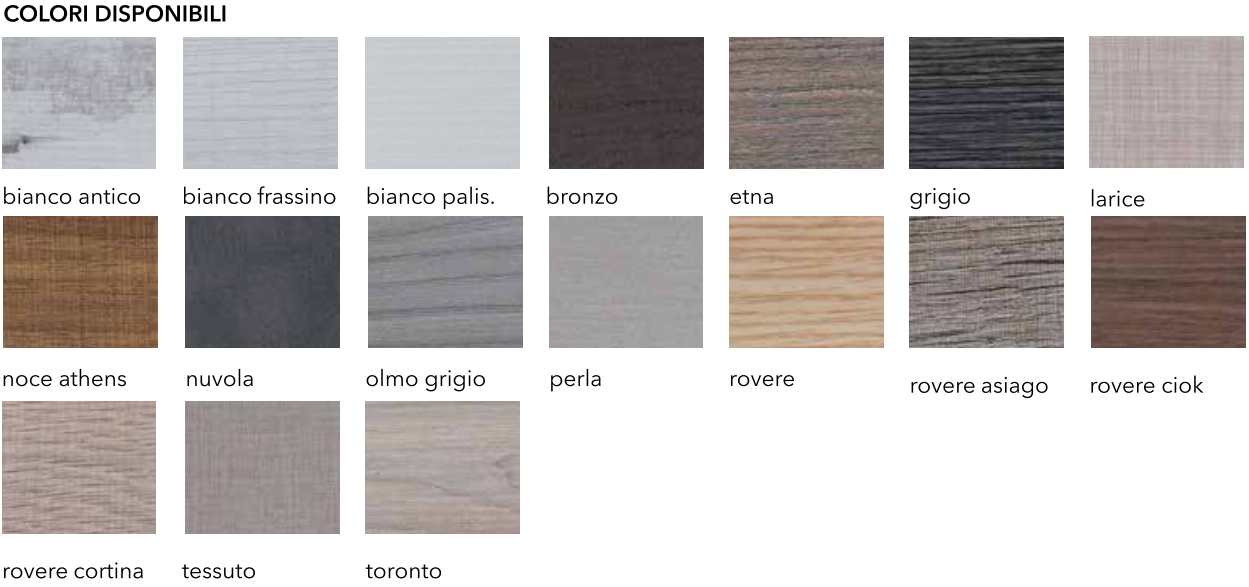 COLORI DISPONIBILI
bianco antico
bianco frassino
bianco palis.
bronzo
etna
grigio
larice
noce athens
nuvola
olmo grigio
perla
rovere
rovere asiago
rovere ciok
rovere cortina
tessuto
toronto